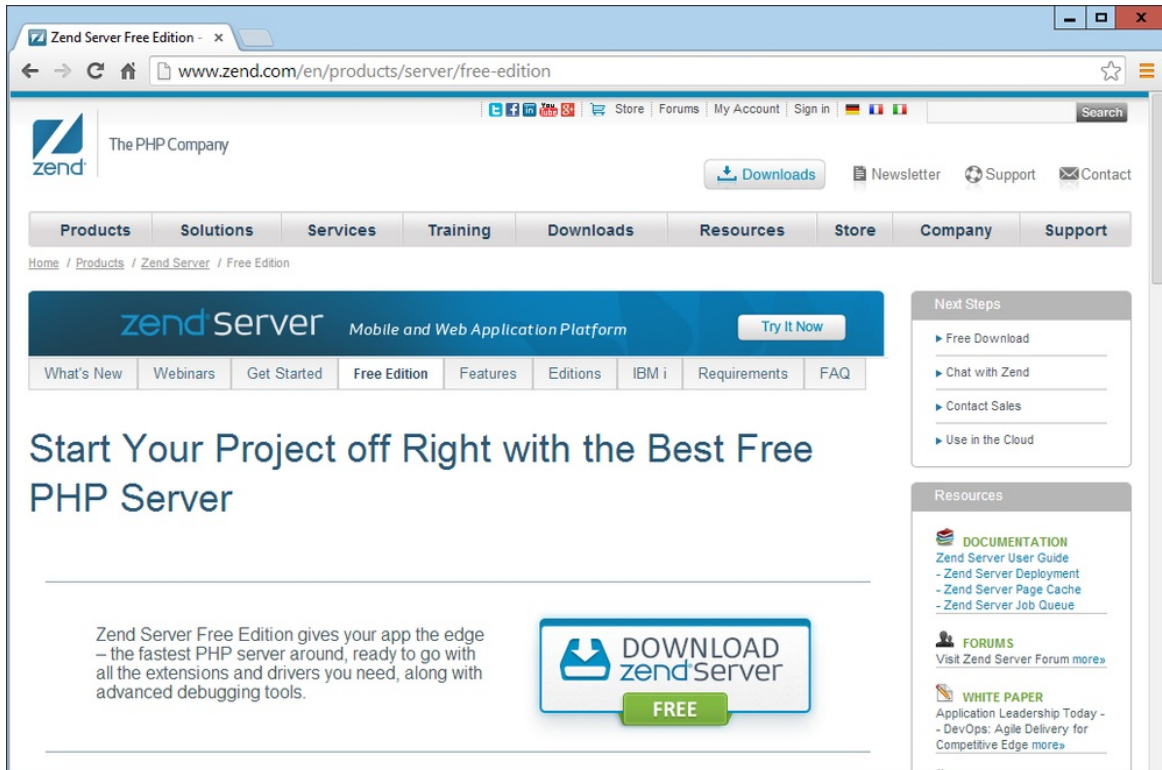 Zend Server Free Edition -
www.zend.com/en/products/server/free-edition
Store Forums My Account Sign in Search
zend The PHP Company
Downloads Newsletter Support Contact
Products Solutions Services Training Downloads Resources Store Company Support
Home / Products / Zend Server / Free Edition
zend Server Mobile and Web Application Platform Try It Now
What's New Webinars Get Started Free Edition Features Editions IBM i Requirements FAQ
Start Your Project off Right with the Best Free
PHP Server
Zend Server Free Edition gives your app the edge
– the fastest PHP server around, ready to go with
all the extensions and drivers you need, along with
advanced debugging tools.
DOWNLOAD
zend Server
FREE
Next Steps
Free Download
Chat with Zend
Contact Sales
Use in the Cloud
Resources
DOCUMENTATION
Zend Server User Guide
- Zend Server Deployment
- Zend Server Page Cache
- Zend Server Job Queue
FORUMS
Visit Zend Server Forum more»
WHITE PAPER
Application Leadership Today -
- DevOps: Agile Delivery for
Competitive Edge more»